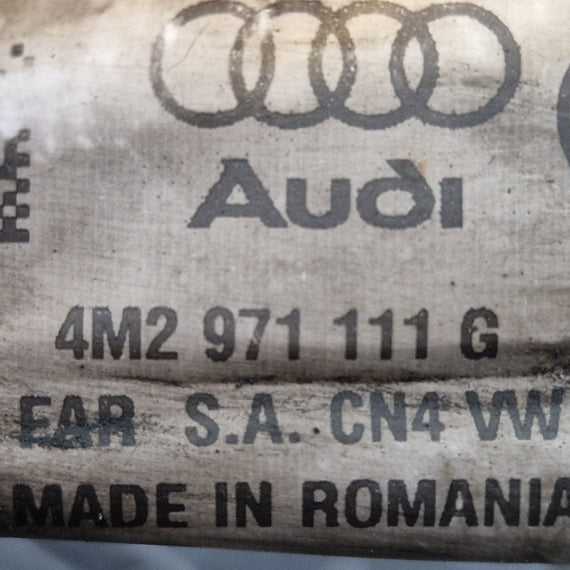 Audi
4M2 971 111 G
EAR S.A. CN4 VW
MADE IN ROMANIA